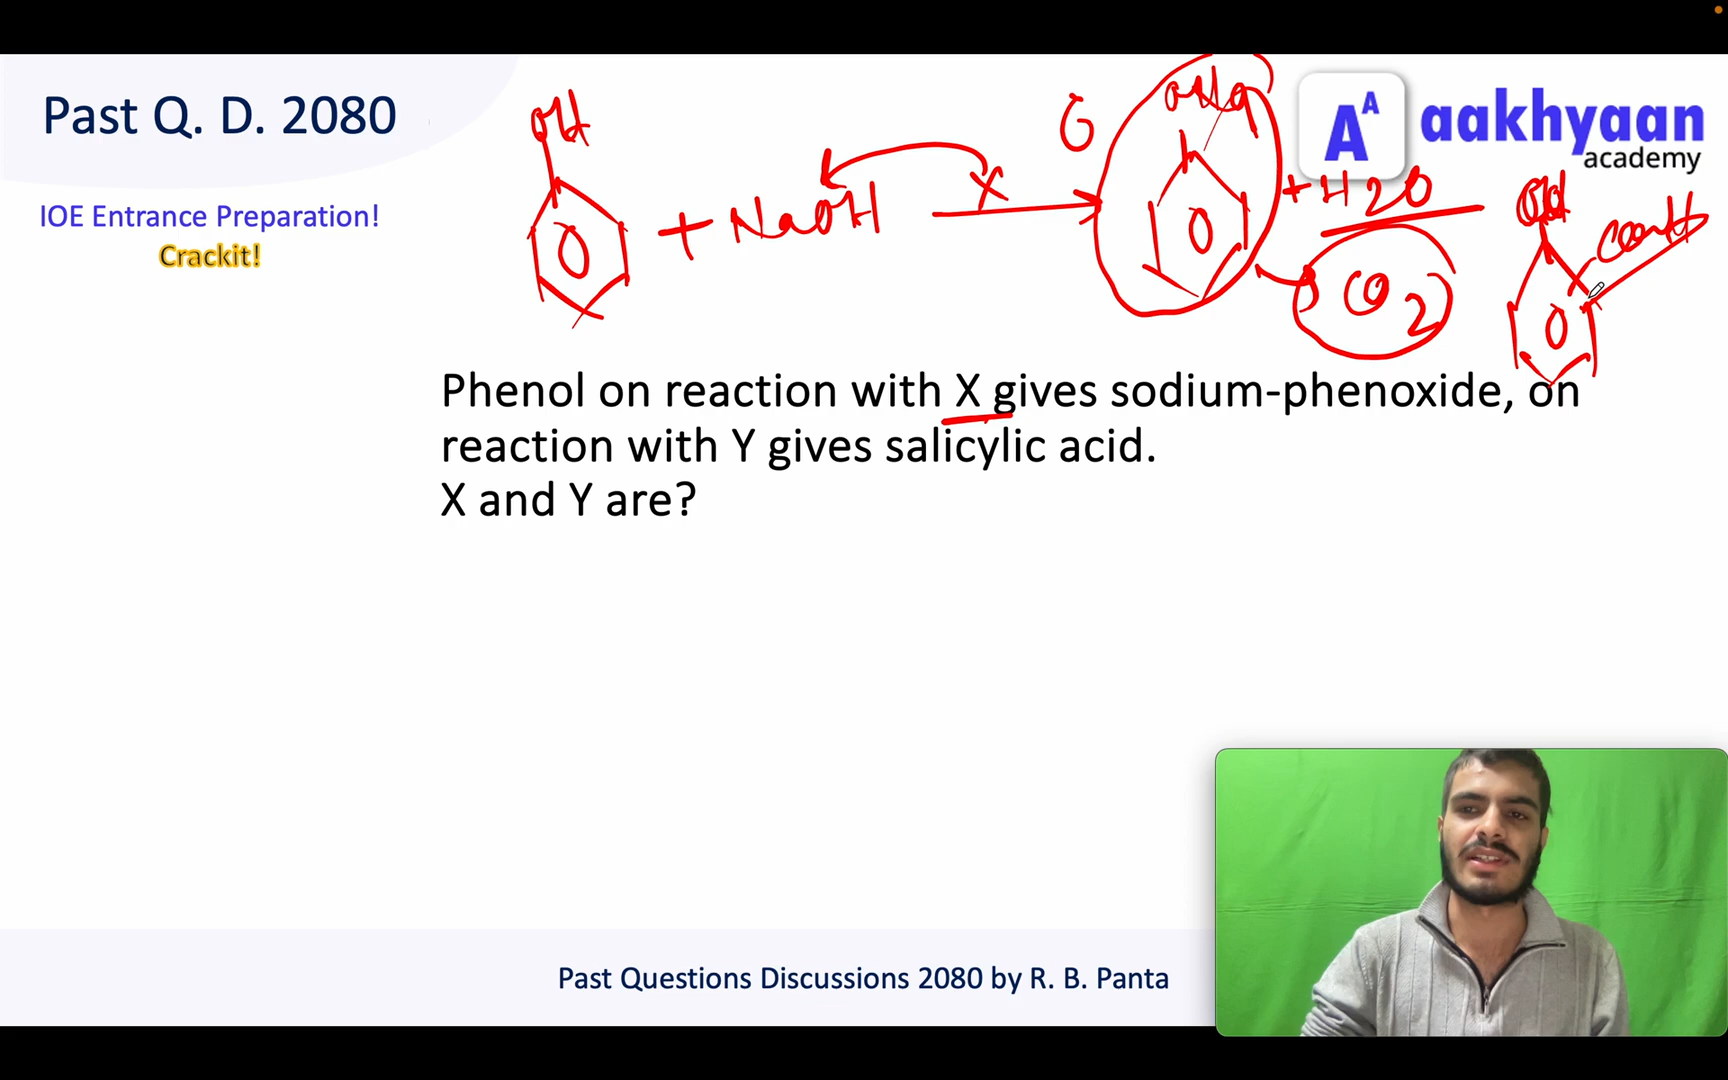 Past Q. D. 2080
IOE Entrance Preparation!
Crackit!
AA aakhyaan
academy
OH
+ NaOH
X
ONa
+ H2O
CO2
OH
COOH
Phenol on reaction with X gives sodium-phenoxide, on
reaction with Y gives salicylic acid.
X and Y are?
Past Questions Discussions 2080 by R. B. Panta